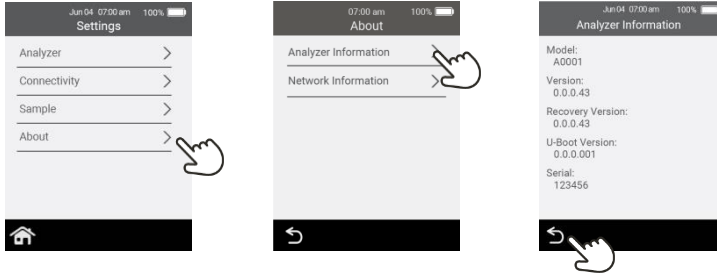 Jun 04 07:00 am 100%
Settings
Analyzer
Connectivity
Sample
About
07:00 am 100%
About
Analyzer Information
Network Information
Jun 04 07:00 am 100%
Analyzer Information
Model:
A0001
Version:
0.0.0.43
Recovery Version:
0.0.0.43
U-Boot Version:
0.0.0.001
Serial:
123456